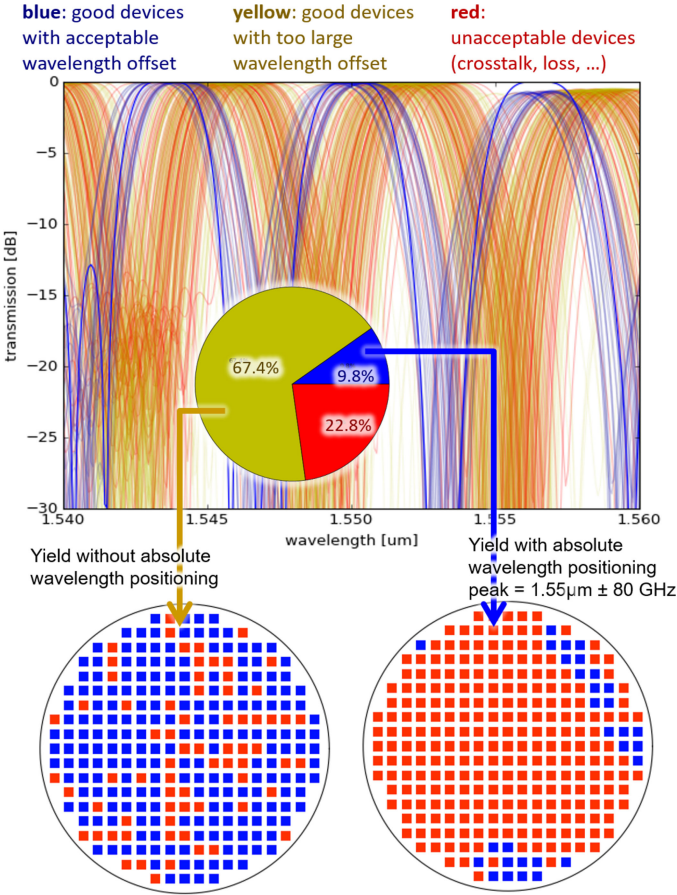 blue: good devices
with acceptable
wavelength offset
yellow: good devices
with too large
wavelength offset
red:
unacceptable devices
(crosstalk, loss, ...)
0
−5
−10
−15
−20
−25
−30
transmission [dB]
67.4%
9.8%
22.8%
1.540
1.545
1.550
1.555
1.560
wavelength [um]
Yield without absolute
wavelength positioning
Yield with absolute
wavelength positioning
peak = 1.55µm ± 80 GHz